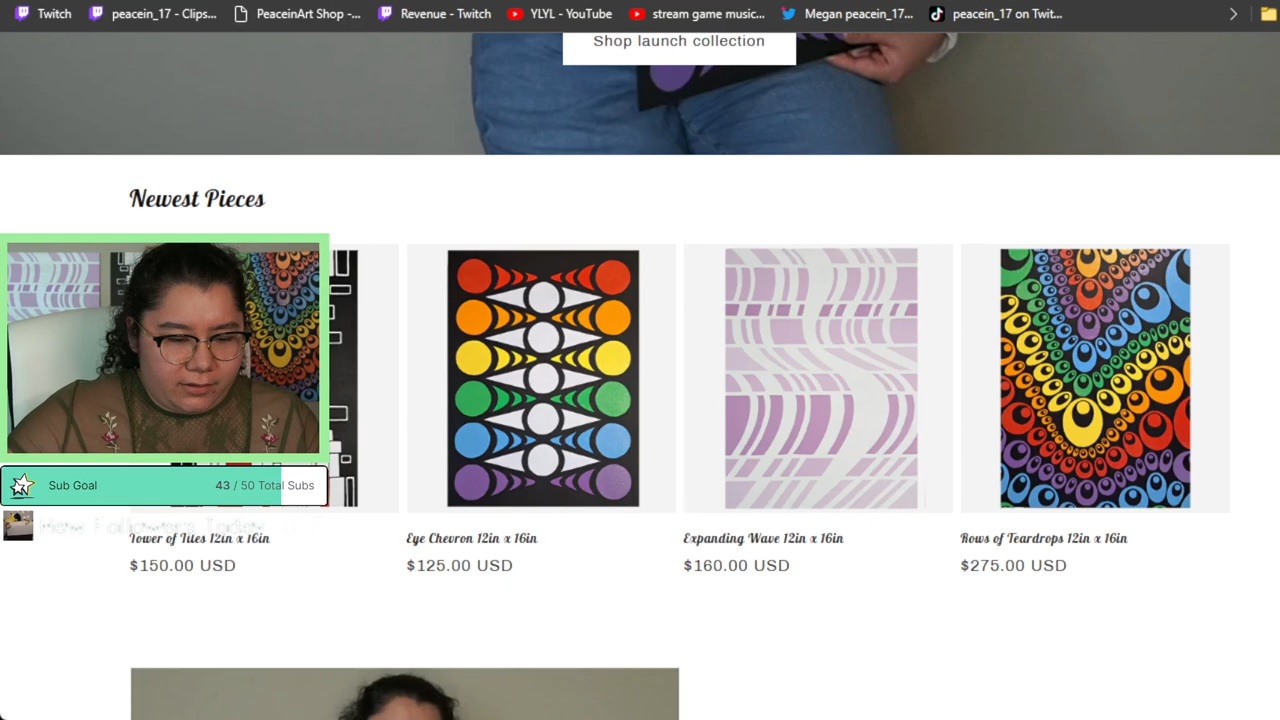 Twitch
peacein_17 - Clips...
PeaceinArt Shop -...
Revenue - Twitch
YLYL - YouTube
stream game music...
Megan peacein_17...
peacein_17 on Twit...
Shop launch collection
Newest Pieces
Sub Goal 43 / 50 Total Subs
New Followers Today
Tower of Tiles 12in x 16in
$150.00 USD
Eye Chevron 12in x 16in
$125.00 USD
Expanding Wave 12in x 16in
$160.00 USD
Rows of Teardrops 12in x 16in
$275.00 USD